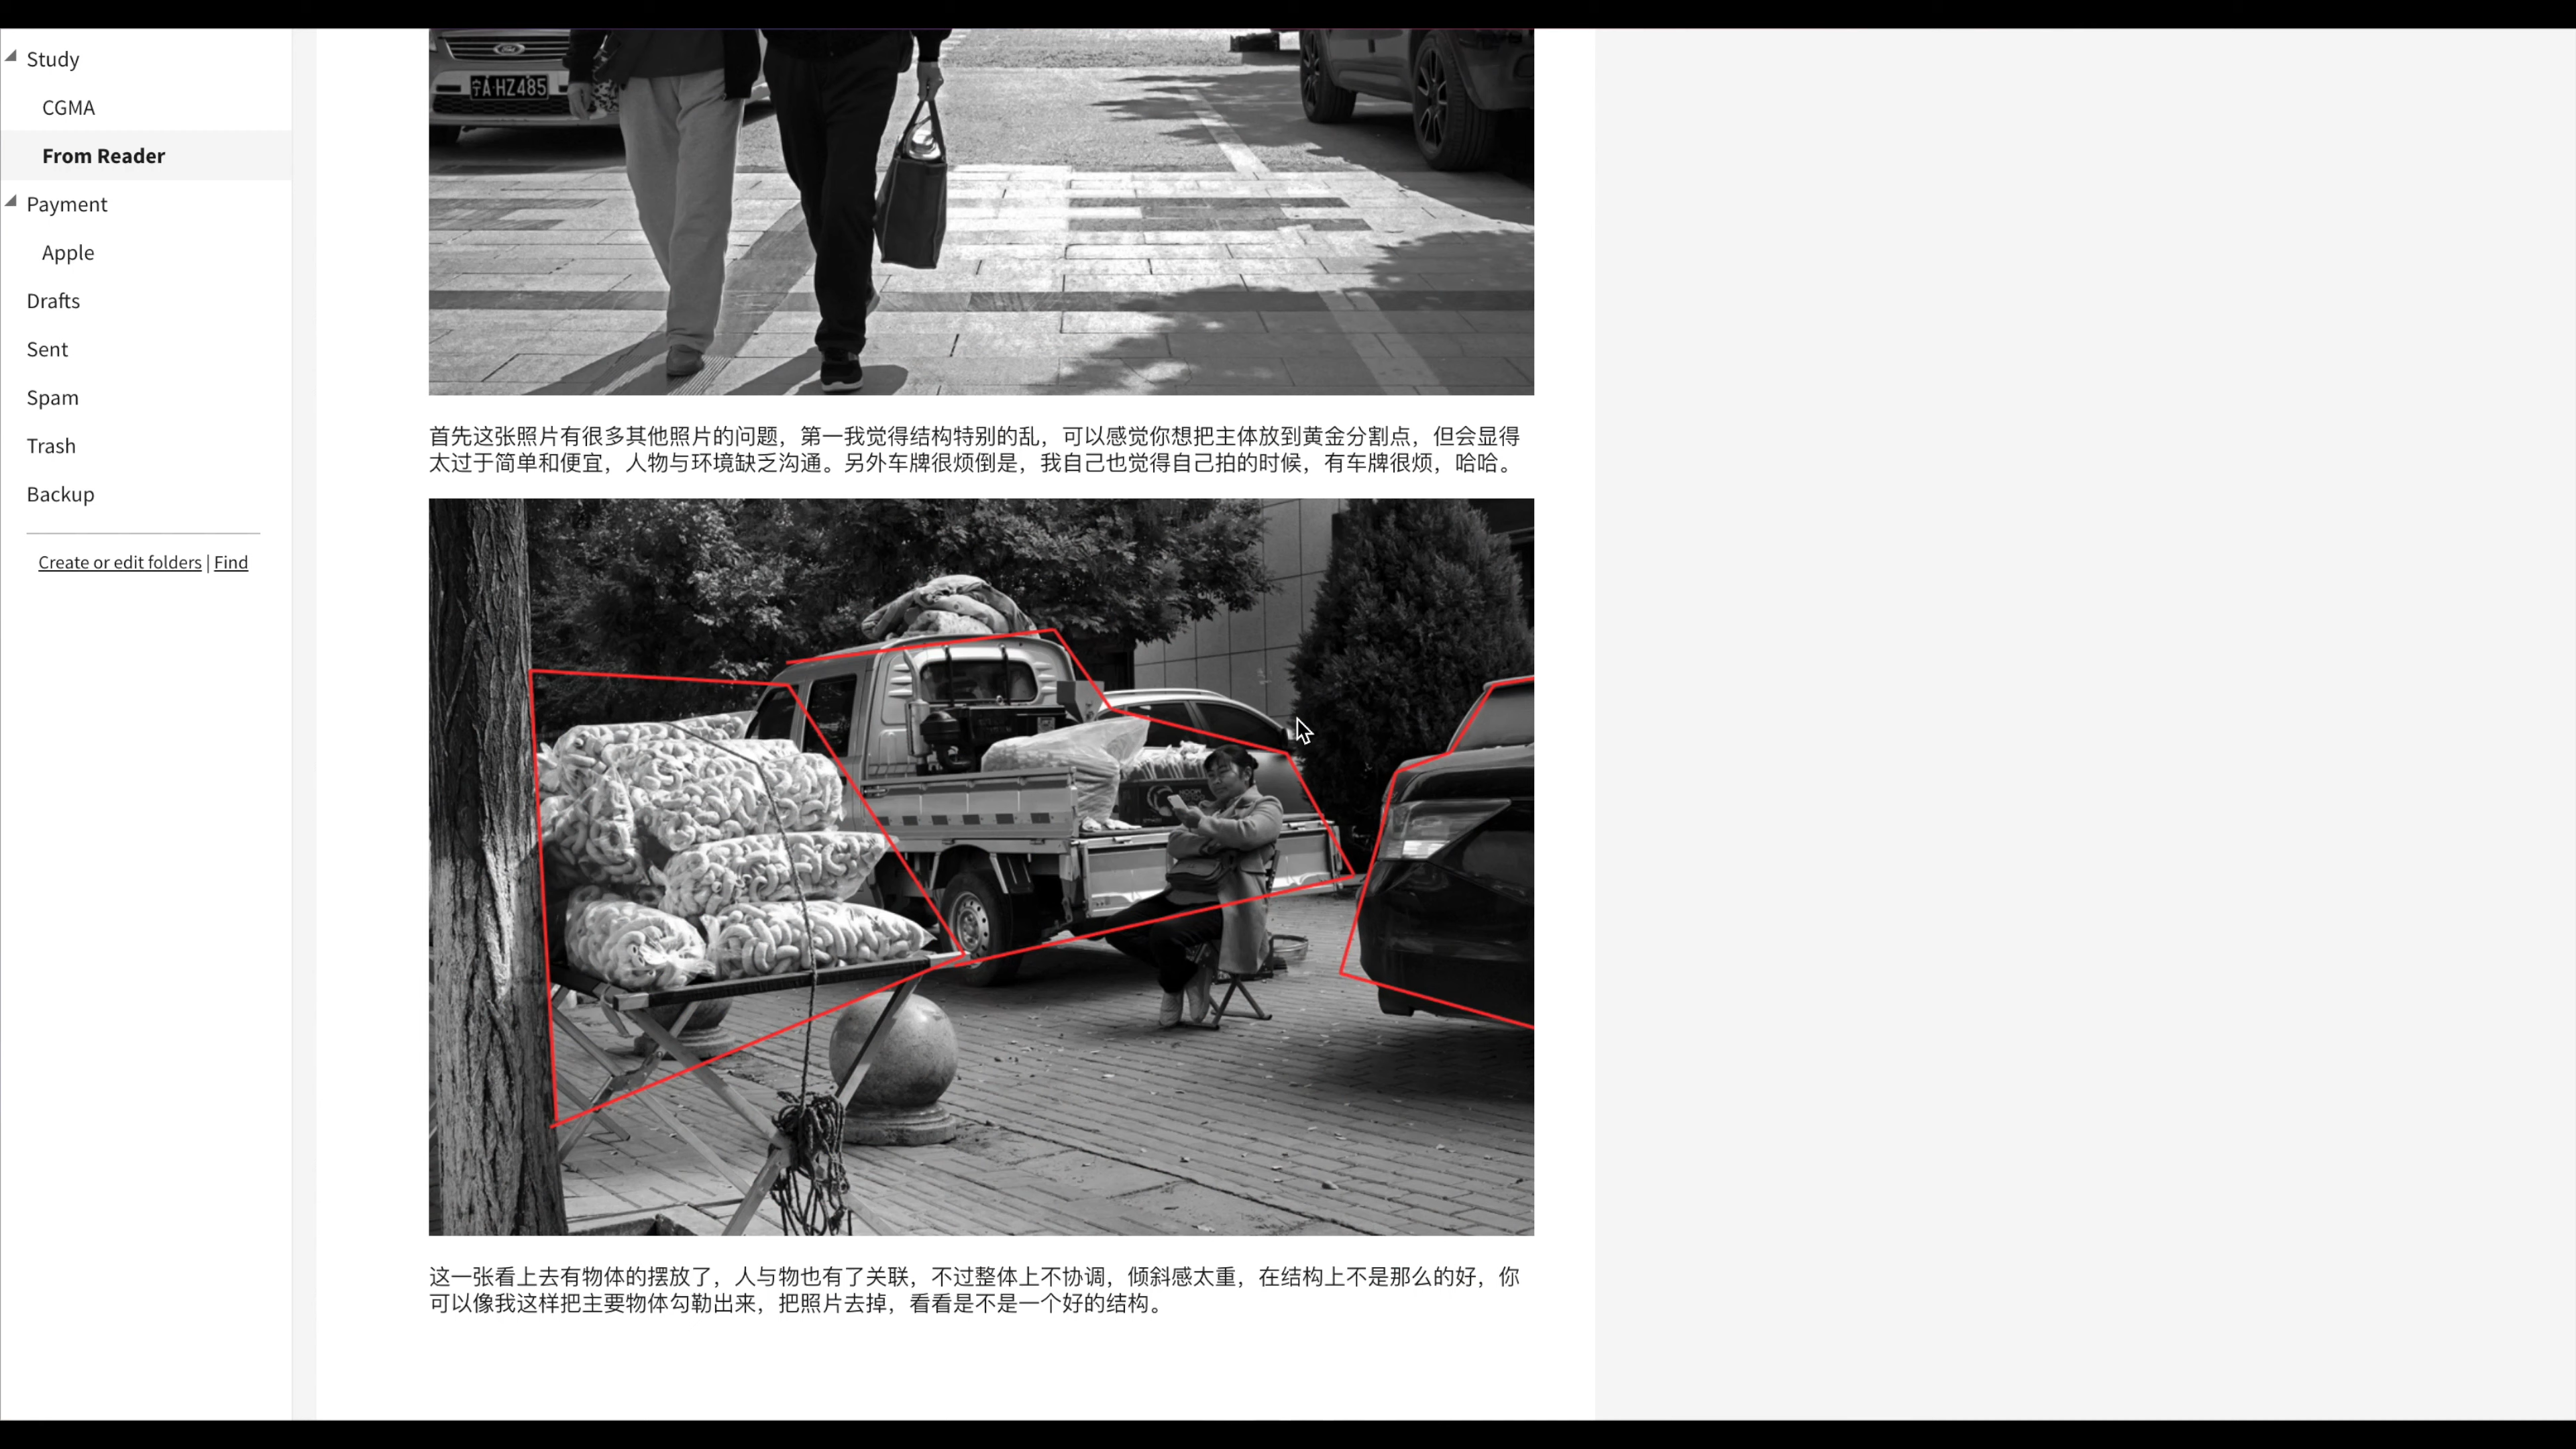 Study
CGMA
From Reader
Payment
Apple
Drafts
Sent
Spam
Trash
Backup
Create or edit folders | Find
Ford
宁A·HZ485
首先这张照片有很多其他照片的问题，第一我觉得结构特别的乱，可以感觉你想把主体放到黄金分割点，但会显得
太过于简单和便宜，人物与环境缺乏沟通。另外车牌很烦倒是，我自己也觉得自己拍的时候，有车牌很烦，哈哈。
这一张看上去有物体的摆放了，人与物也有了关联，不过整体上不协调，倾斜感太重，在结构上不是那么的好，你
可以像我这样把主要物体勾勒出来，把照片去掉，看看是不是一个好的结构。